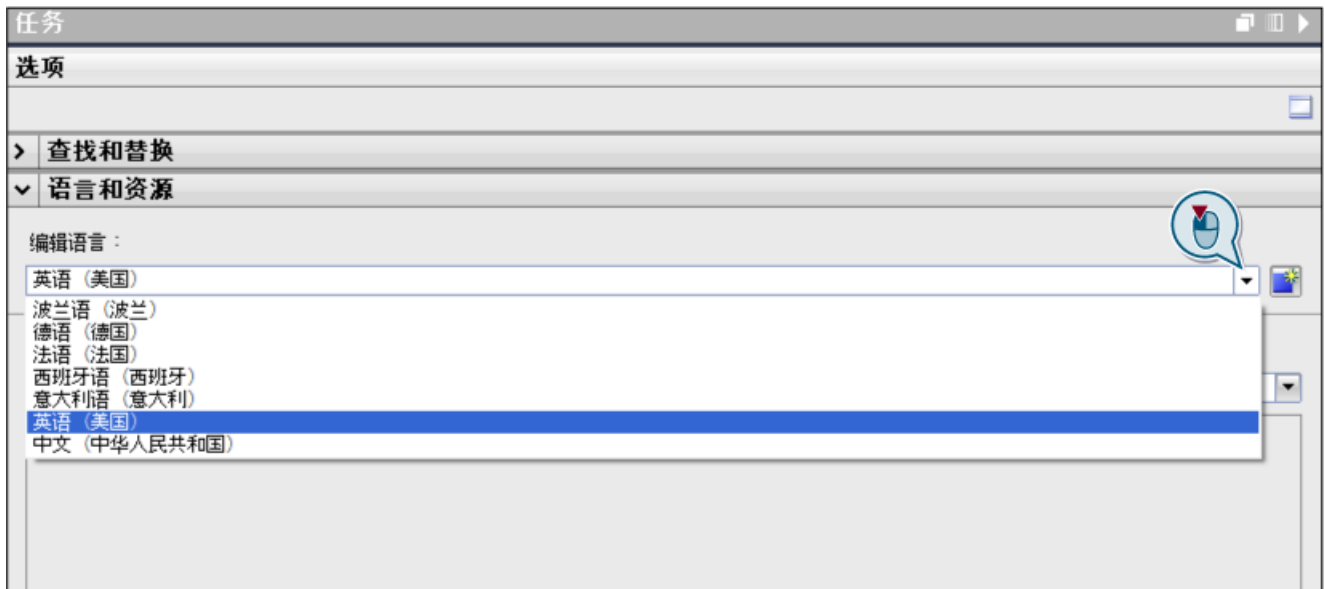 任务
选项
查找和替换
语言和资源
编辑语言：
英语（美国）
波兰语（波兰）
德语（德国）
法语（法国）
西班牙语（西班牙）
意大利语（意大利）
英语（美国）
中文（中华人民共和国）